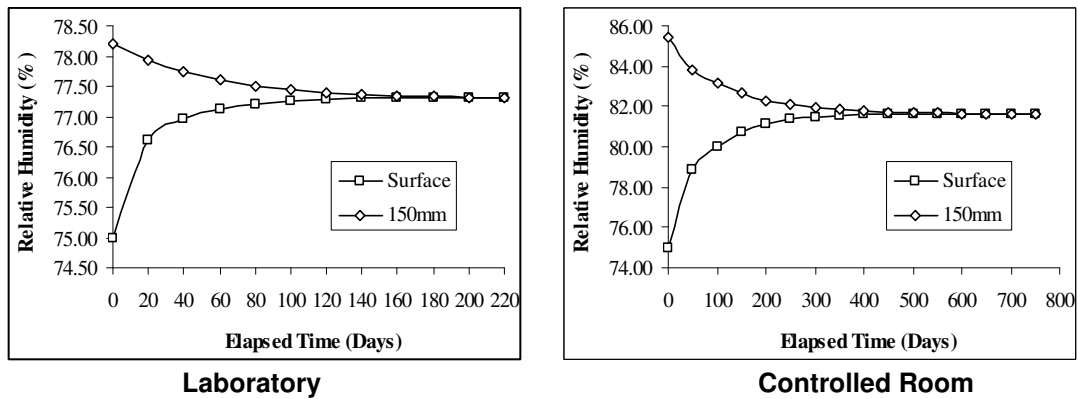 78.50
78.00
77.50
77.00
76.50
76.00
75.50
75.00
74.50
Relative Humidity (%)
0 20 40 60 80 100 120 140 160 180 200 220
Elapsed Time (Days)
Surface
150mm
Laboratory
86.00
84.00
82.00
80.00
78.00
76.00
74.00
Relative Humidity (%)
0 100 200 300 400 500 600 700 800
Elapsed Time (Days)
Surface
150mm
Controlled Room